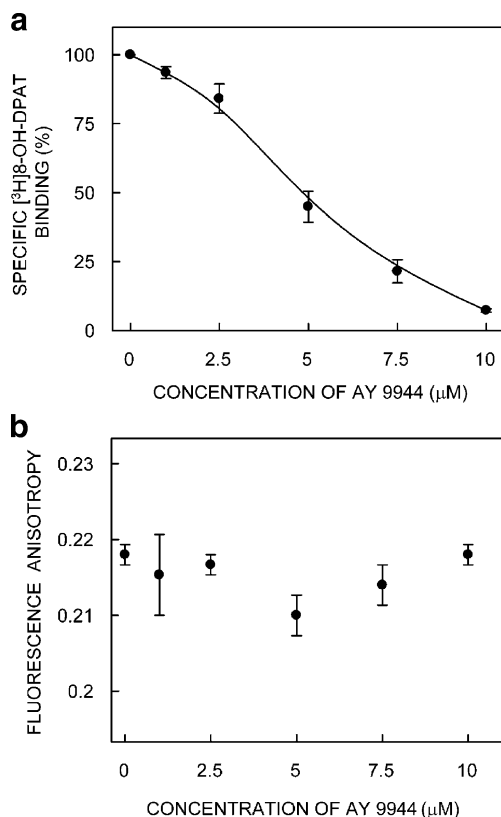 a
SPECIFIC [³H]8-OH-DPAT
BINDING (%)
100
75
50
25
0
0 2.5 5 7.5 10
CONCENTRATION OF AY 9944 (μM)
b
FLUORESCENCE ANISOTROPY
0.23
0.22
0.21
0.2
0 2.5 5 7.5 10
CONCENTRATION OF AY 9944 (μM)